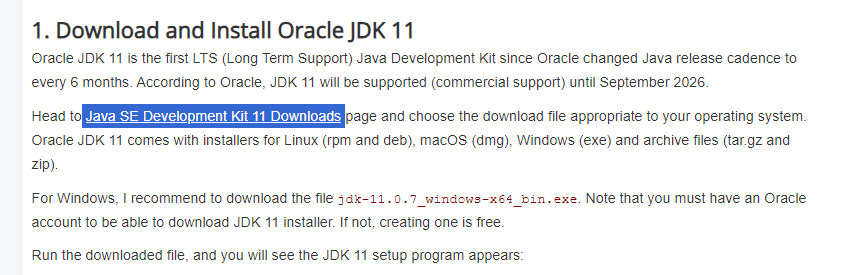 1. Download and Install Oracle JDK 11
Oracle JDK 11 is the first LTS (Long Term Support) Java Development Kit since Oracle changed Java release cadence to
every 6 months. According to Oracle, JDK 11 will be supported (commercial support) until September 2026.
Head to Java SE Development Kit 11 Downloads page and choose the download file appropriate to your operating system.
Oracle JDK 11 comes with installers for Linux (rpm and deb), macOS (dmg), Windows (exe) and archive files (tar.gz and
zip).
For Windows, I recommend to download the file jdk-11.0.7_windows-x64_bin.exe. Note that you must have an Oracle
account to be able to download JDK 11 installer. If not, creating one is free.
Run the downloaded file, and you will see the JDK 11 setup program appears: